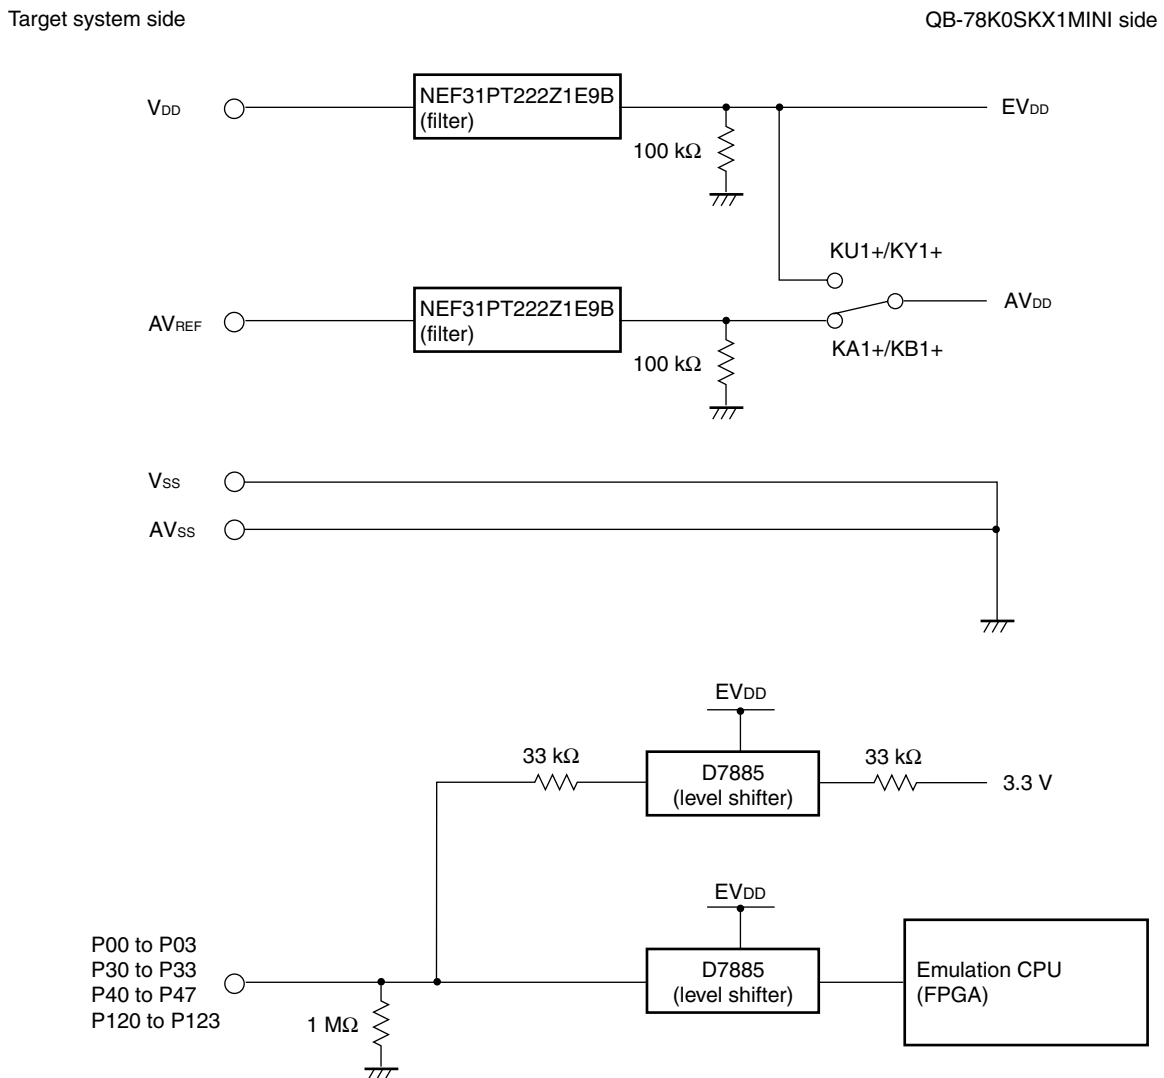 Target system side
QB-78K0SKX1MINI side
VDD
NEF31PT222Z1E9B
(filter)
EVDD
100 kΩ
KU1+/KY1+
AVREF
NEF31PT222Z1E9B
(filter)
AVDD
100 kΩ
KA1+/KB1+
VSS
AVSS
EVDD
33 kΩ
D7885
(level shifter)
33 kΩ
3.3 V
EVDD
P00 to P03
P30 to P33
P40 to P47
P120 to P123
1 MΩ
D7885
(level shifter)
Emulation CPU
(FPGA)